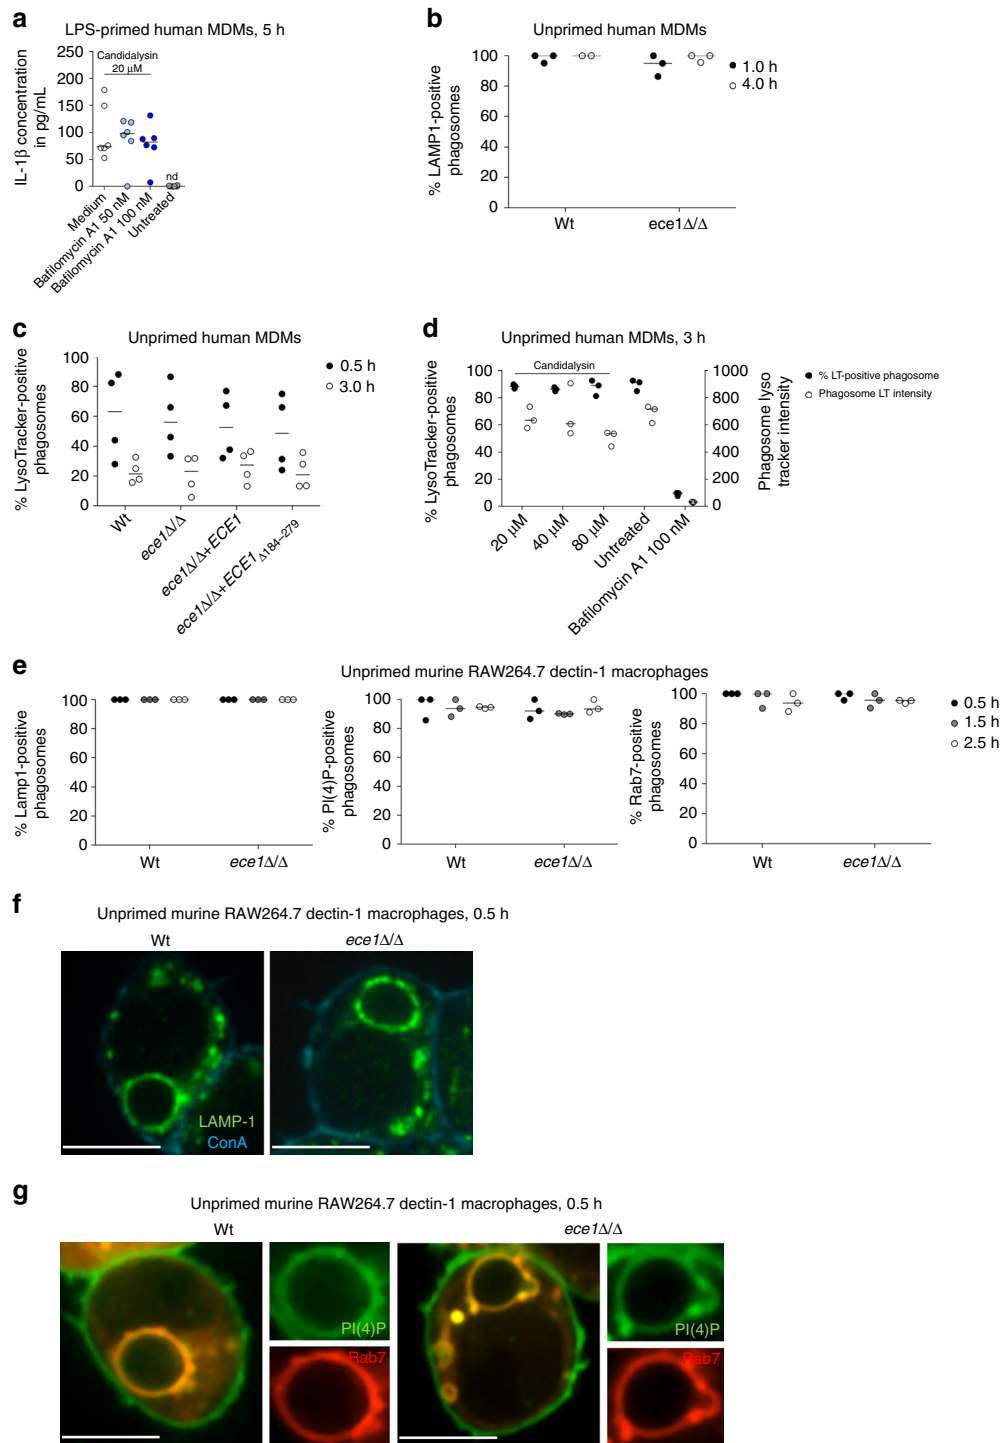 a
LPS-primed human MDMs, 5 h
Candidalysin
20 µM
IL-1β concentration
in pg/mL
250
200
150
100
50
0
nd
Medium
Bafilomycin A1 50 nM
Bafilomycin A1 100 nM
Untreated
b
Unprimed human MDMs
% LAMP1-positive
phagosomes
100
80
60
40
20
0
Wt
ece1Δ/Δ
1.0 h
4.0 h
c
Unprimed human MDMs
% LysoTracker-positive
phagosomes
100
80
60
40
20
0
Wt
ece1Δ/Δ
ece1Δ/Δ+ECE1
ece1Δ/Δ+ECE1Δ184–279
0.5 h
3.0 h
d
Unprimed human MDMs, 3 h
Candidalysin
% LysoTracker-positive
phagosomes
100
80
60
40
20
0
1000
800
600
400
200
0
Phagosome lyso
tracker intensity
20 µM
40 µM
80 µM
Untreated
Bafilomycin A1 100 nM
% LT-positive phagosome
Phagosome LT intensity
e
Unprimed murine RAW264.7 dectin-1 macrophages
% Lamp1-positive
phagosomes
100
80
60
40
20
0
Wt
ece1Δ/Δ
% PI(4)P-positive
phagosomes
100
80
60
40
20
0
Wt
ece1Δ/Δ
% Rab7-positive
phagosomes
100
80
60
40
20
0
Wt
ece1Δ/Δ
0.5 h
1.5 h
2.5 h
f
Unprimed murine RAW264.7 dectin-1 macrophages, 0.5 h
Wt
ece1Δ/Δ
LAMP-1
ConA
g
Unprimed murine RAW264.7 dectin-1 macrophages, 0.5 h
Wt
ece1Δ/Δ
PI(4)P
Rab7
PI(4)P
Rab7